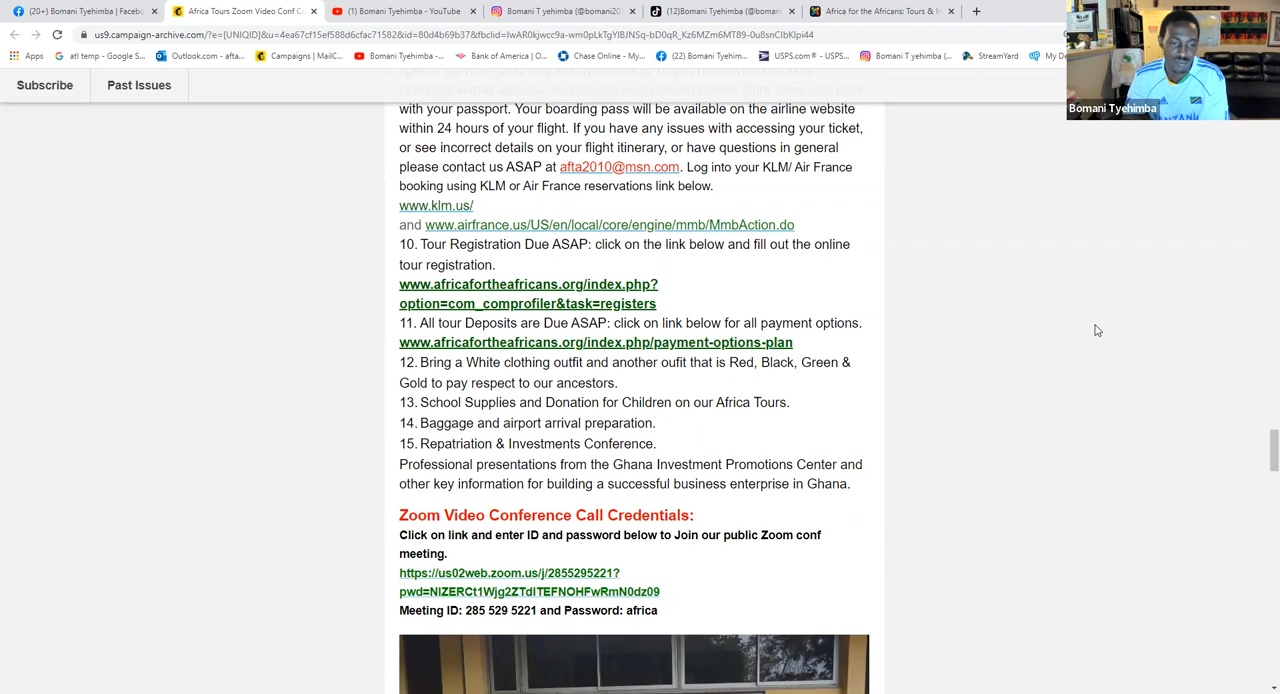 (20+) Bomani Tyehimba | Facebo
Africa Tours Zoom Video Conf C
(1) Bomani Tyehimba - YouTube
Bomani T yehimba (@bomani20
(12)Bomani Tyehimba (@bomani
Africa for the Africans: Tours & In
Apps
atl temp - Google S...
Outlook.com - afta...
Campaigns | MailC...
Bomani Tyehimba -...
Bank of America | O...
Chase Online - My...
(22) Bomani Tyehim...
USPS.com® - USPS...
Bomani T yehimba (...
StreamYard
My De
Subscribe
Past Issues
Bomani Tyehimba
with your passport. Your boarding pass will be available on the airline website
within 24 hours of your flight. If you have any issues with accessing your ticket,
or see incorrect details on your flight itinerary, or have questions in general
please contact us ASAP at afta2010@msn.com. Log into your KLM/ Air France
booking using KLM or Air France reservations link below.
www.klm.us/
and www.airfrance.us/US/en/local/core/engine/mmb/MmbAction.do
10. Tour Registration Due ASAP: click on the link below and fill out the online
tour registration.
www.africafortheafricans.org/index.php?
option=com_comprofiler&task=registers
11. All tour Deposits are Due ASAP: click on link below for all payment options.
www.africafortheafricans.org/index.php/payment-options-plan
12. Bring a White clothing outfit and another oufit that is Red, Black, Green &
Gold to pay respect to our ancestors.
13. School Supplies and Donation for Children on our Africa Tours.
14. Baggage and airport arrival preparation.
15. Repatriation & Investments Conference.
Professional presentations from the Ghana Investment Promotions Center and
other key information for building a successful business enterprise in Ghana.
Zoom Video Conference Call Credentials:
Click on link and enter ID and password below to Join our public Zoom conf
meeting.
https://us02web.zoom.us/j/2855295221?
pwd=NlZERCt1Wjg2ZTdITEFNOHFwRmN0dz09
Meeting ID: 285 529 5221 and Password: africa